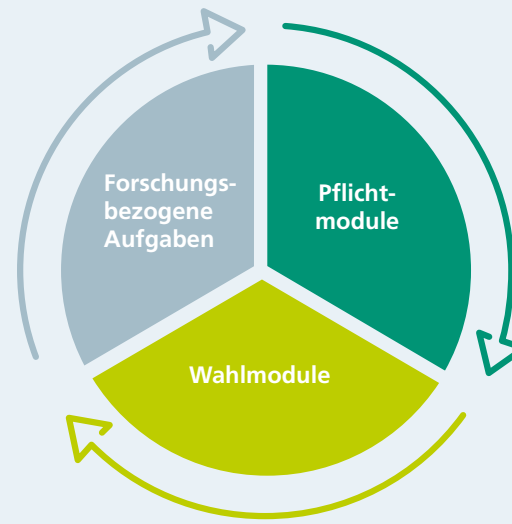 Forschungs-
bezogene
Aufgaben
Pflicht-
module
Wahlmodule